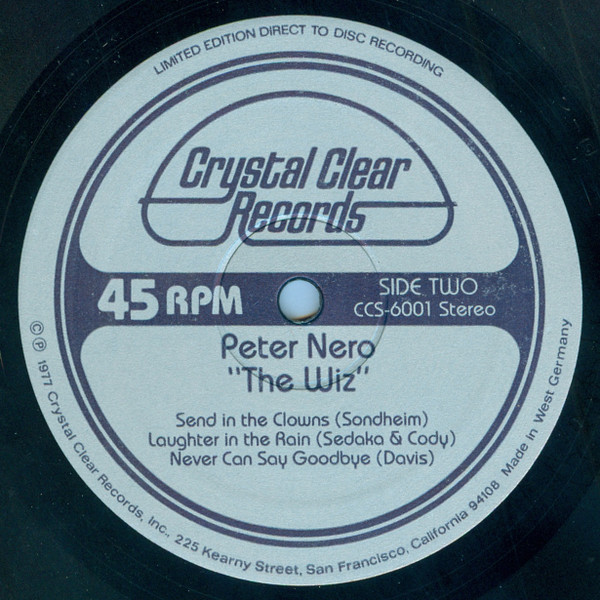 LIMITED EDITION DIRECT TO DISC RECORDING
Crystal Clear
Records
45 RPM
SIDE TWO
CCS-6001 Stereo
Peter Nero
"The Wiz"
Send in the Clowns (Sondheim)
Laughter in the Rain (Sedaka & Cody)
Never Can Say Goodbye (Davis)
© ℗ 1977 Crystal Clear Records, Inc., 225 Kearny Street, San Francisco, California 94108 Made in West Germany